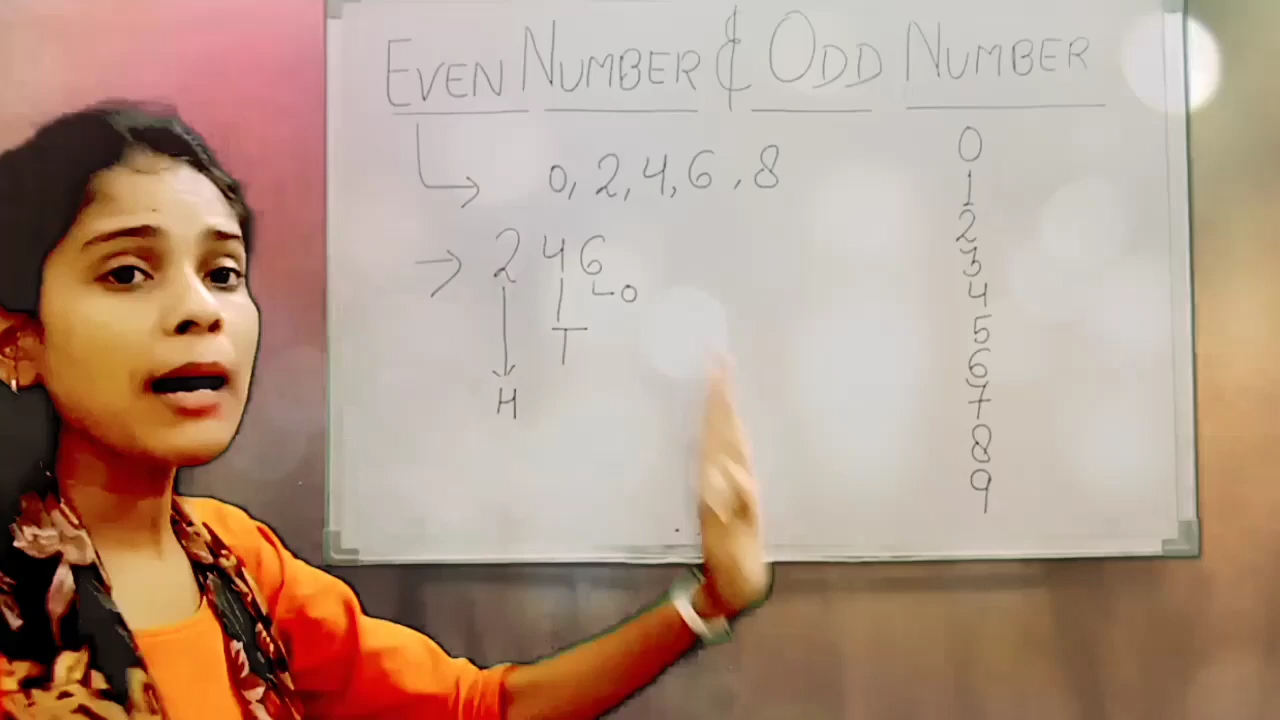 EVEN NUMBER & ODD NUMBER
→ 0, 2, 4, 6, 8
→ 2 4 6
O
T
H
0
1
2
3
4
5
6
7
8
9